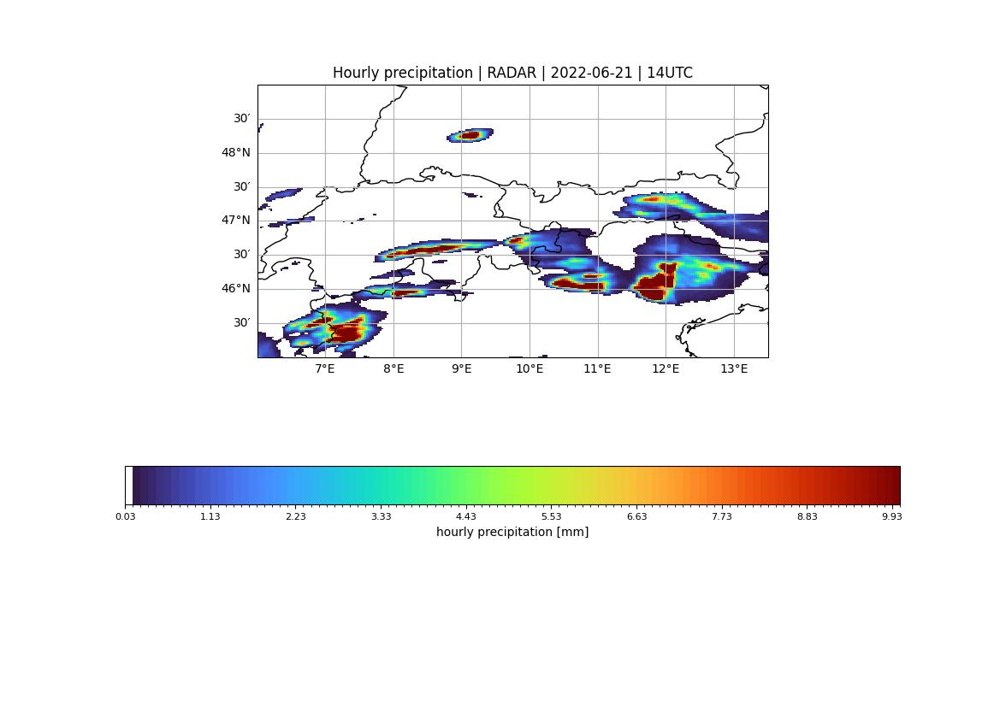 Hourly precipitation | RADAR | 2022-06-21 | 14UTC
30′
48°N
30′
47°N
30′
46°N
30′
7°E 8°E 9°E 10°E 11°E 12°E 13°E
0.03 1.13 2.23 3.33 4.43 5.53 6.63 7.73 8.83 9.93
hourly precipitation [mm]